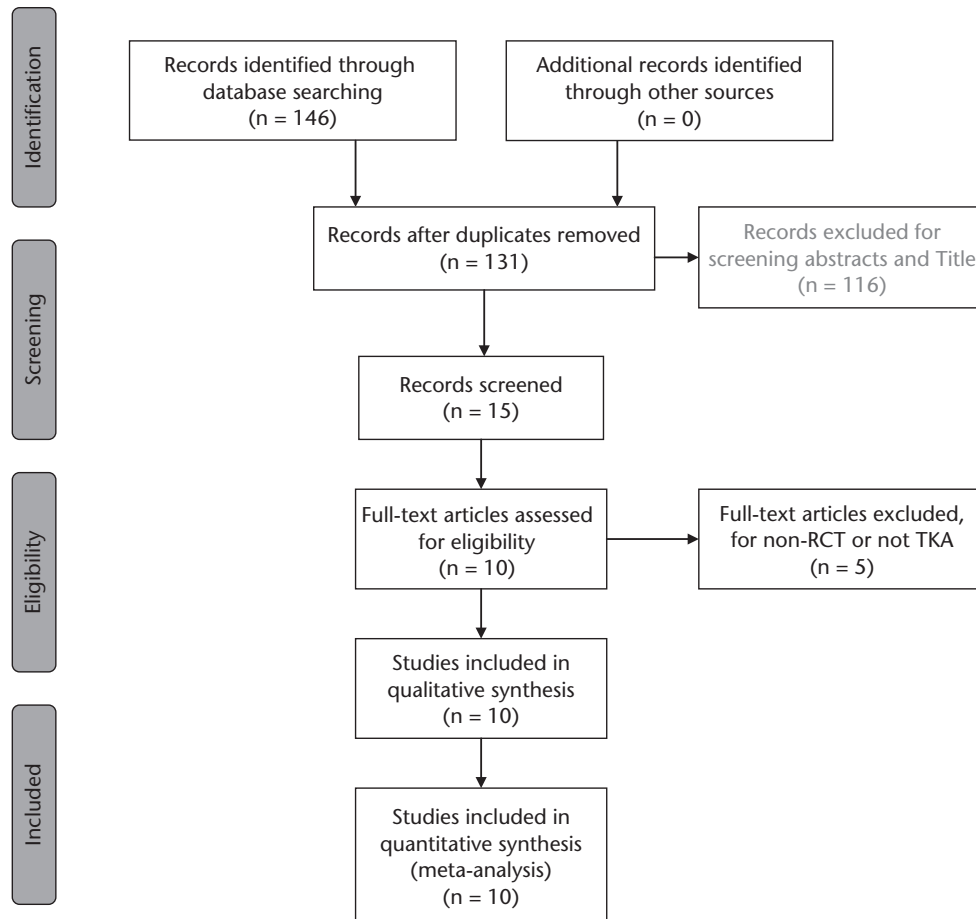 Identification
Records identified through
database searching
(n = 146)
Additional records identified
through other sources
(n = 0)
Records after duplicates removed
(n = 131)
Records excluded for
screening abstracts and Title
(n = 116)
Screening
Records screened
(n = 15)
Eligibility
Full-text articles assessed
for eligibility
(n = 10)
Full-text articles excluded,
for non-RCT or not TKA
(n = 5)
Studies included in
qualitative synthesis
(n = 10)
Included
Studies included in
quantitative synthesis
(meta-analysis)
(n = 10)